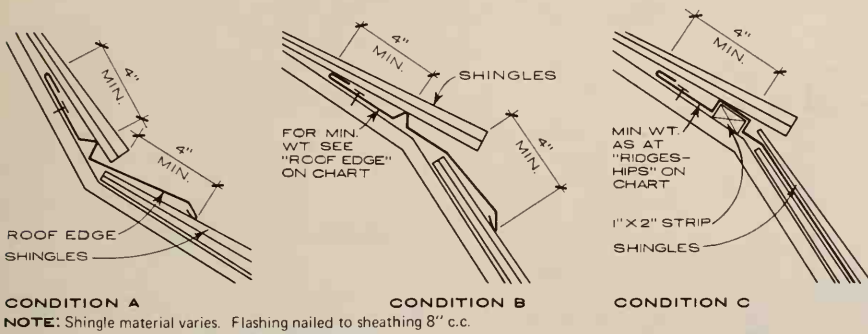 4"
MIN.
4"
MIN.
ROOF EDGE
SHINGLES
CONDITION A
4"
MIN.
SHINGLES
4"
MIN.
FOR MIN.
WT. SEE
"ROOF EDGE"
ON CHART
CONDITION B
4"
MIN.
MIN WT.
AS AT
"RIDGES-
HIPS" ON
CHART
1"X2" STRIP
SHINGLES
CONDITION C
NOTE: Shingle material varies. Flashing nailed to sheathing 8" c.c.